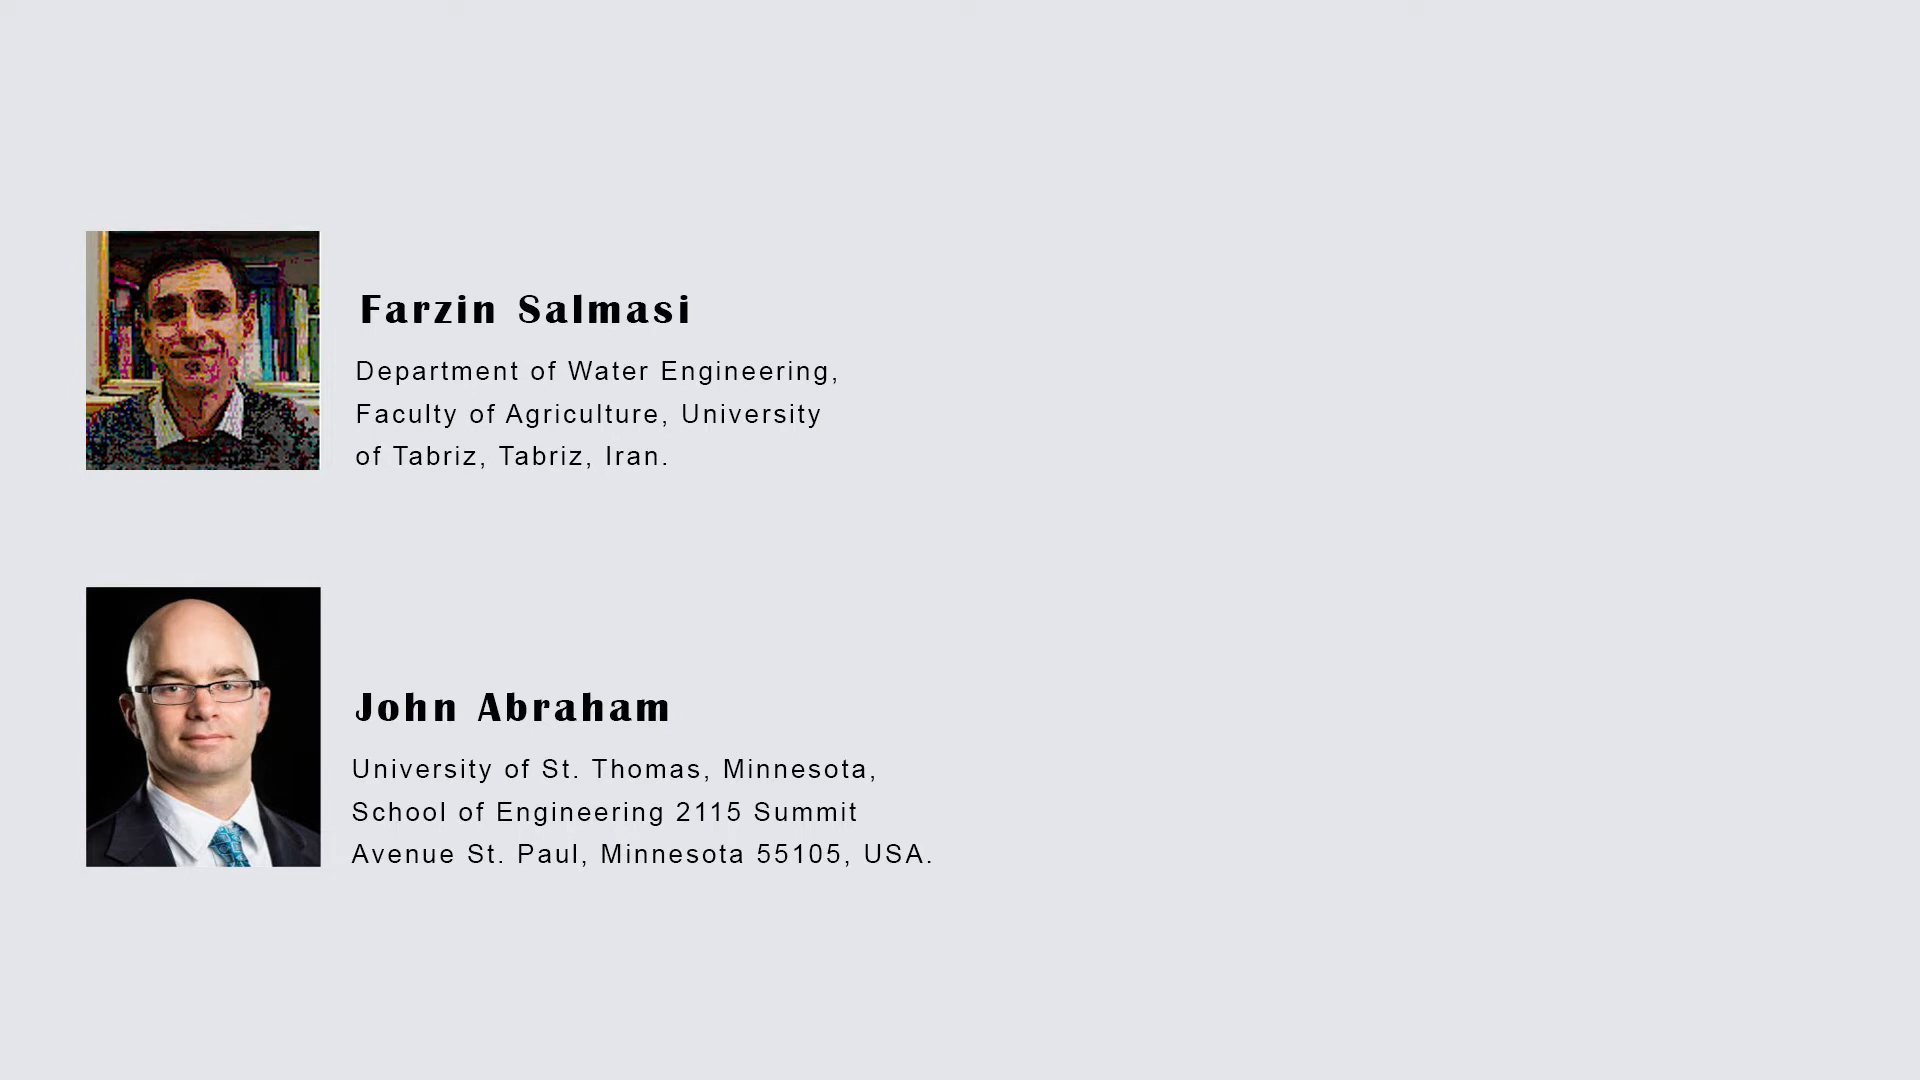 Farzin Salmasi
Department of Water Engineering,
Faculty of Agriculture, University
of Tabriz, Tabriz, Iran.
John Abraham
University of St. Thomas, Minnesota,
School of Engineering 2115 Summit
Avenue St. Paul, Minnesota 55105, USA.